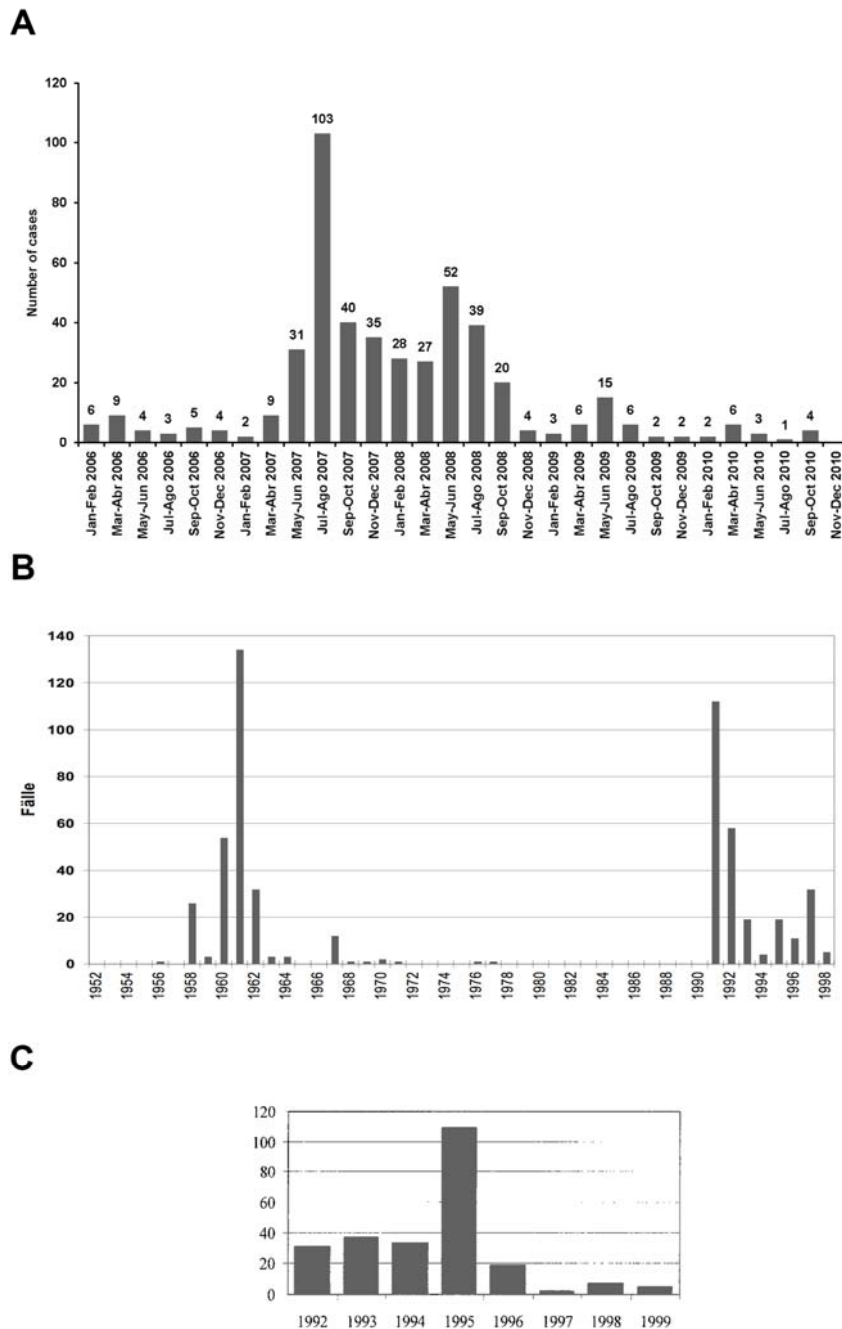 A
120
100
80
60
40
20
0
Number of cases
6
9
4
3
5
4
2
9
31
103
40
35
28
27
52
39
20
4
3
6
15
6
2
2
2
6
3
1
4
Jan-Feb 2006
Mar-Abr 2006
May-Jun 2006
Jul-Ago 2006
Sep-Oct 2006
Nov-Dec 2006
Jan-Feb 2007
Mar-Abr 2007
May-Jun 2007
Jul-Ago 2007
Sep-Oct 2007
Nov-Dec 2007
Jan-Feb 2008
Mar-Abr 2008
May-Jun 2008
Jul-Ago 2008
Sep-Oct 2008
Nov-Dec 2008
Jan-Feb 2009
Mar-Abr 2009
May-Jun 2009
Jul-Ago 2009
Sep-Oct 2009
Nov-Dec 2009
Jan-Feb 2010
Mar-Abr 2010
May-Jun 2010
Jul-Ago 2010
Sep-Oct 2010
Nov-Dec 2010
B
140
120
100
80
60
40
20
0
Fälle
1952
1954
1956
1958
1960
1962
1964
1966
1968
1970
1972
1974
1976
1978
1980
1982
1984
1986
1988
1990
1992
1994
1996
1998
C
120
100
80
60
40
20
0
1992 1993 1994 1995 1996 1997 1998 1999